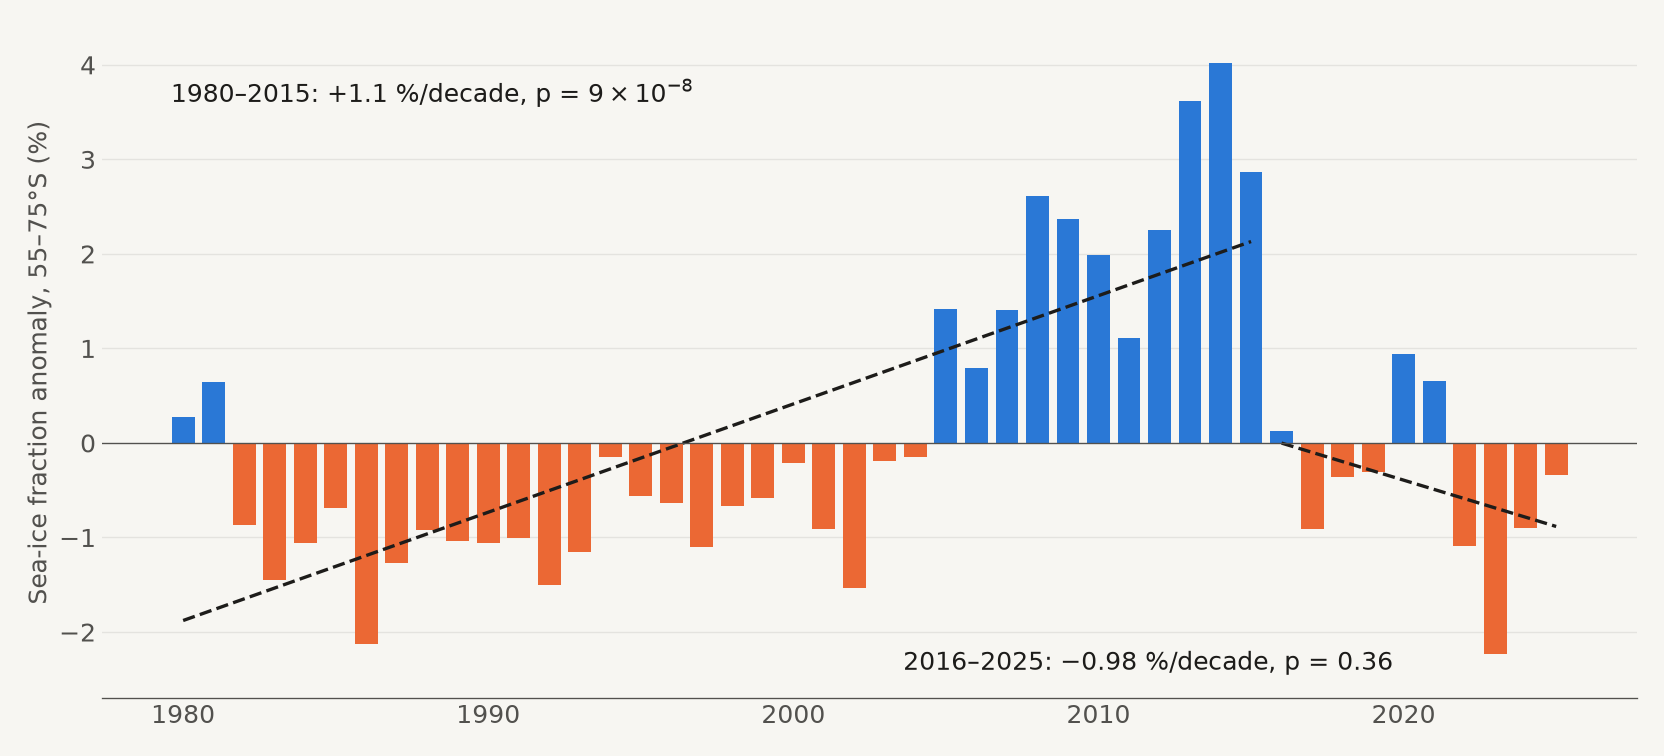 4
1980–2015: +1.1 %/decade, p = 9 × 10⁻⁸
3
2
1
0
−1
−2
Sea-ice fraction anomaly, 55–75°S (%)
2016–2025: −0.98 %/decade, p = 0.36
1980 1990 2000 2010 2020